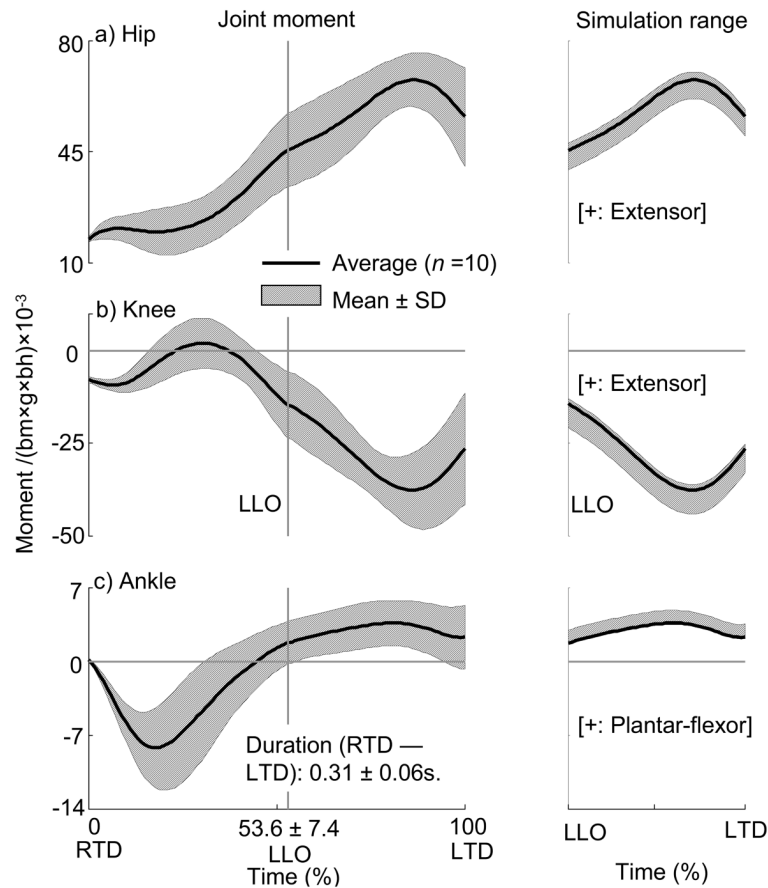 Joint moment
Simulation range
a) Hip
80
45
10
[+: Extensor]
Average (n =10)
Mean ± SD
Moment /(bm×g×bh)×10⁻³
b) Knee
0
-25
-50
LLO
[+: Extensor]
LLO
c) Ankle
7
0
-7
-14
Duration (RTD —
LTD): 0.31 ± 0.06s.
[+: Plantar-flexor]
0
53.6 ± 7.4
100
RTD
LLO
LTD
Time (%)
LLO
LTD
Time (%)